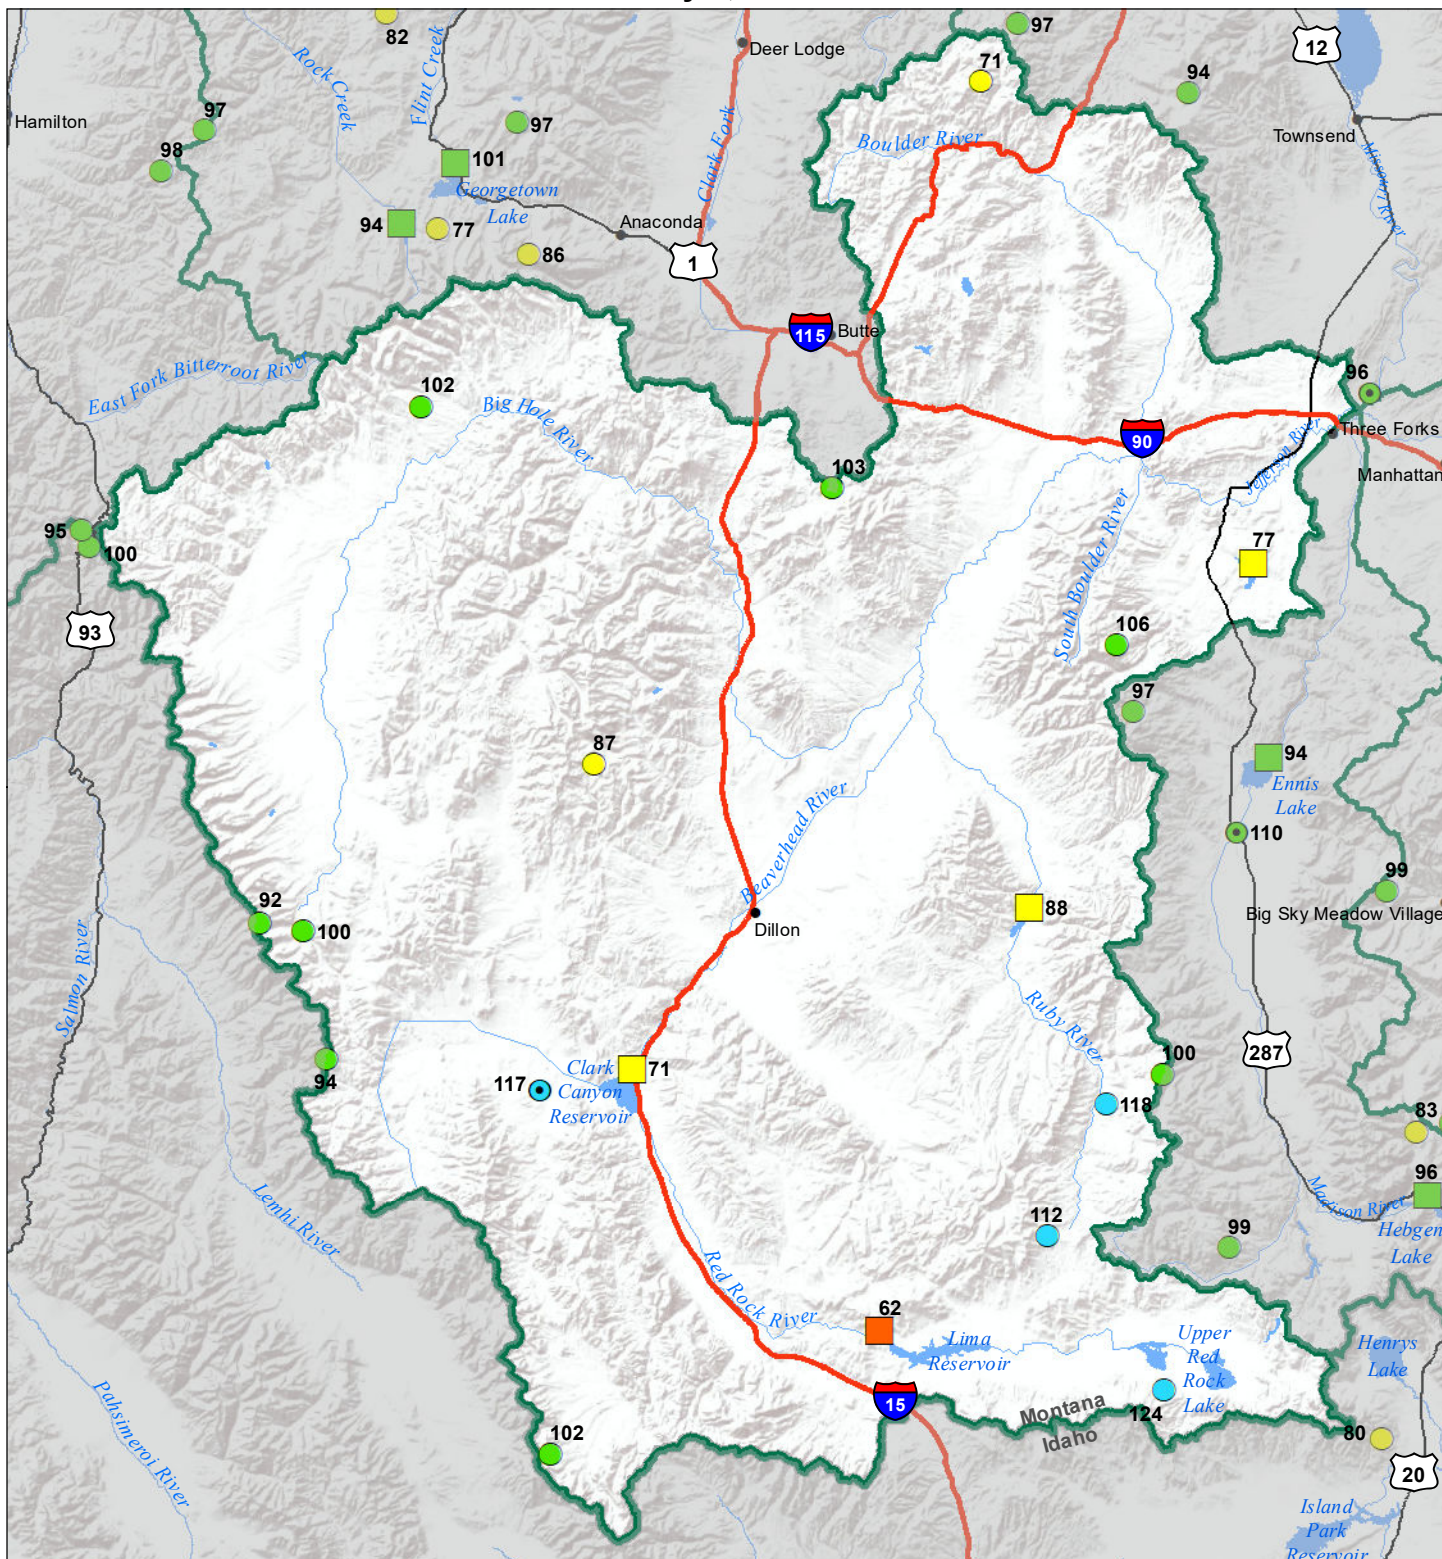 82
Deer Lodge
97
12
Rock Creek
Flint Creek
71
94
Hamilton
97
97
Clark Fork
Boulder River
Townsend
98
101
Georgetown
Lake
Missouri River
94
77
Anaconda
86
1
115
Butte
East Fork Bitterroot River
102
Big Hole River
96
90
Three Forks
Jefferson River
103
Manhattan
95
100
South Boulder River
77
93
106
97
87
94
Ennis
Lake
Beaverhead River
110
99
92
100
88
Big Sky Meadow Village
Dillon
Salmon River
Ruby River
94
117
Clark
Canyon
Reservoir
71
100
287
118
83
Lemhi River
Madison River
96
Hebgen
Lake
112
99
Red Rock River
62
Lima
Reservoir
Upper
Red
Rock
Lake
Henrys
Lake
124
15
Montana
Idaho
Pahsimeroi River
102
80
20
Island
Park
Reservoir